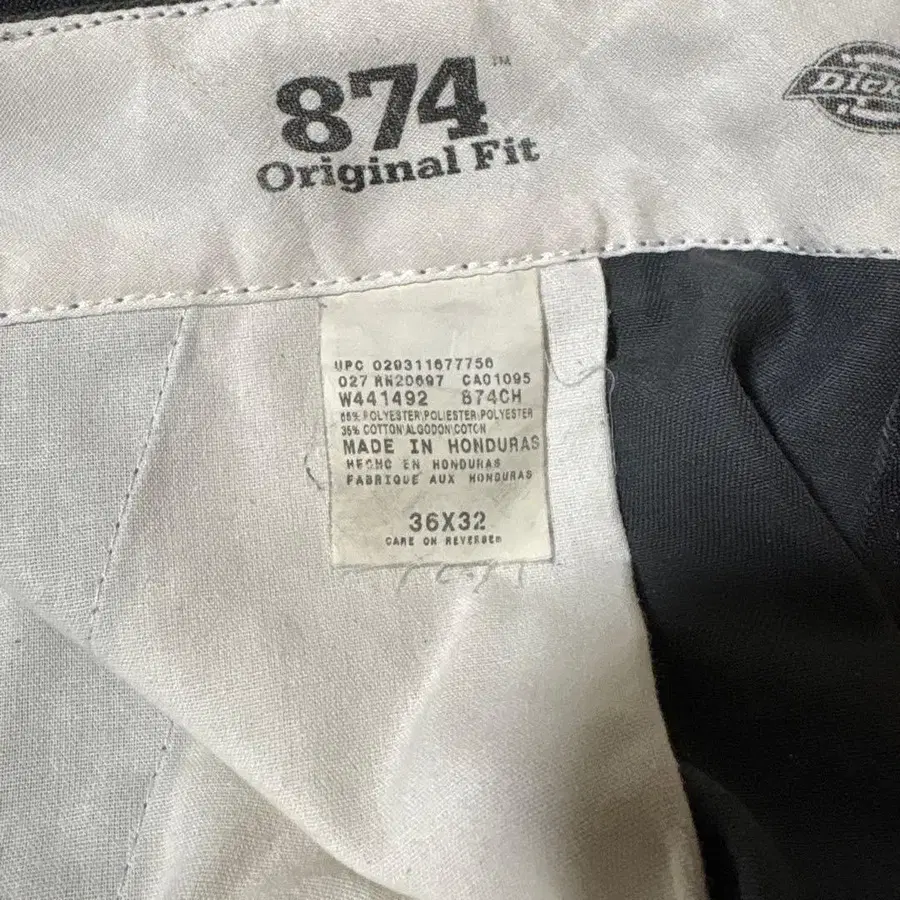 874™
Original Fit
UPC 029311677756
027 RN20697 CA01095
W441492 874CH
65% POLYESTER\POLIESTER\POLYESTER
35% COTTON\ALGODON\COTON
MADE IN HONDURAS
HECHO EN HONDURAS
FABRIQUE AUX HONDURAS
36X32
CARE ON REVERSE